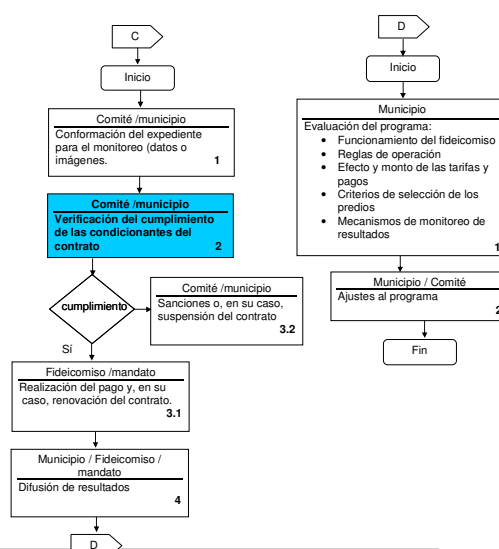 C
Inicio
Comité /municipio
Conformación del expediente
para el monitoreo (datos o
imágenes.
1
Comité /municipio
Verificación del cumplimiento
de las condicionantes del
contrato
2
cumplimiento
Comité /municipio
Sanciones o, en su caso,
suspensión del contrato
3.2
Sí
Fideicomiso /mandato
Realización del pago y, en su
caso, renovación del contrato.
3.1
Municipio / Fideicomiso /
mandato
Difusión de resultados
4
D
D
Inicio
Municipio
Evaluación del programa:
• Funcionamiento del fideicomiso
• Reglas de operación
• Efecto y monto de las tarifas y
pagos
• Criterios de selección de los
predios
• Mecanismos de monitoreo de
resultados
1
Municipio / Comité
Ajustes al programa
2
Fin